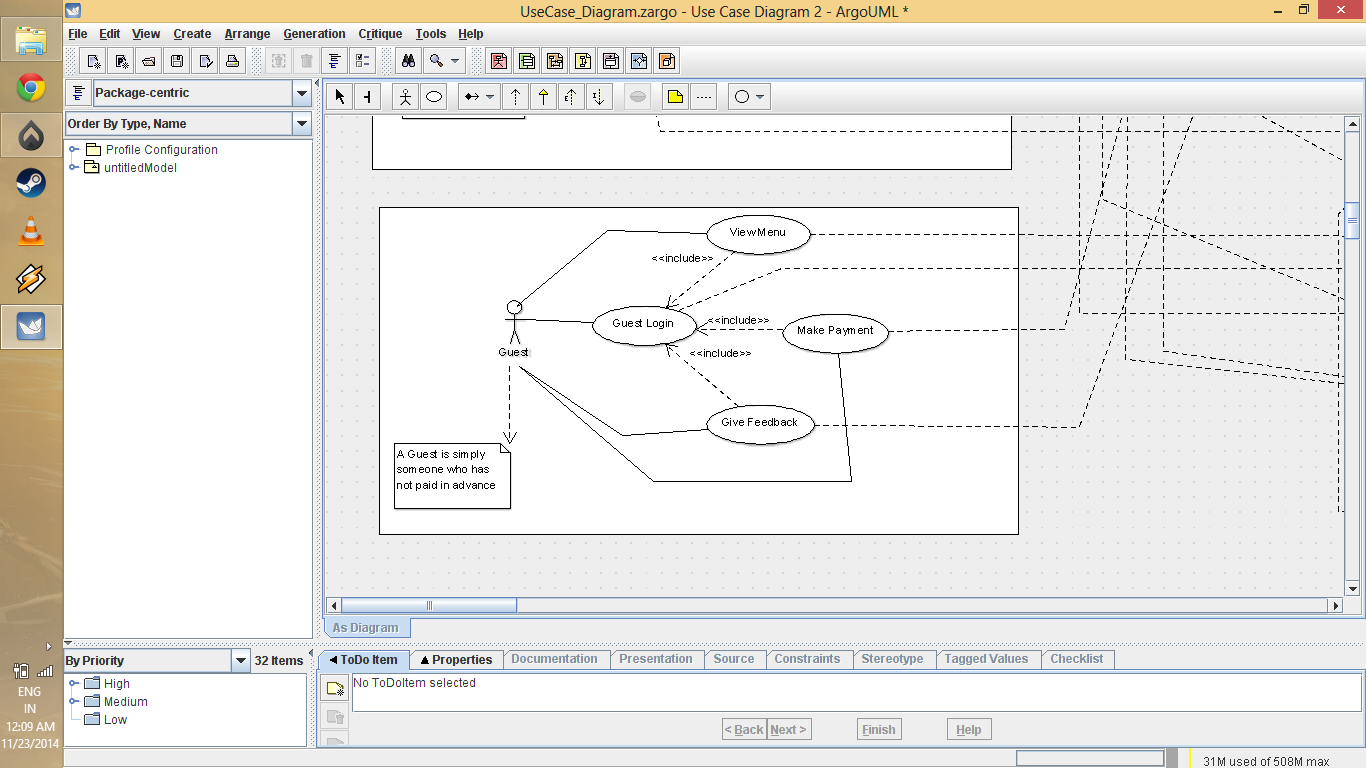 UseCase_Diagram.zargo - Use Case Diagram 2 - ArgoUML *
File Edit View Create Arrange Generation Critique Tools Help
Package-centric
Order By Type, Name
Profile Configuration
untitledModel
View Menu
<<include>>
Guest Login
<<include>>
Make Payment
Guest
<<include>>
Give Feedback
A Guest is simply
someone who has
not paid in advance
As Diagram
By Priority
32 Items
High
Medium
Low
ToDo Item
Properties
Documentation
Presentation
Source
Constraints
Stereotype
Tagged Values
Checklist
No ToDoItem selected
< Back
Next >
Finish
Help
31M used of 508M max
ENG
IN
12:09 AM
11/23/2014